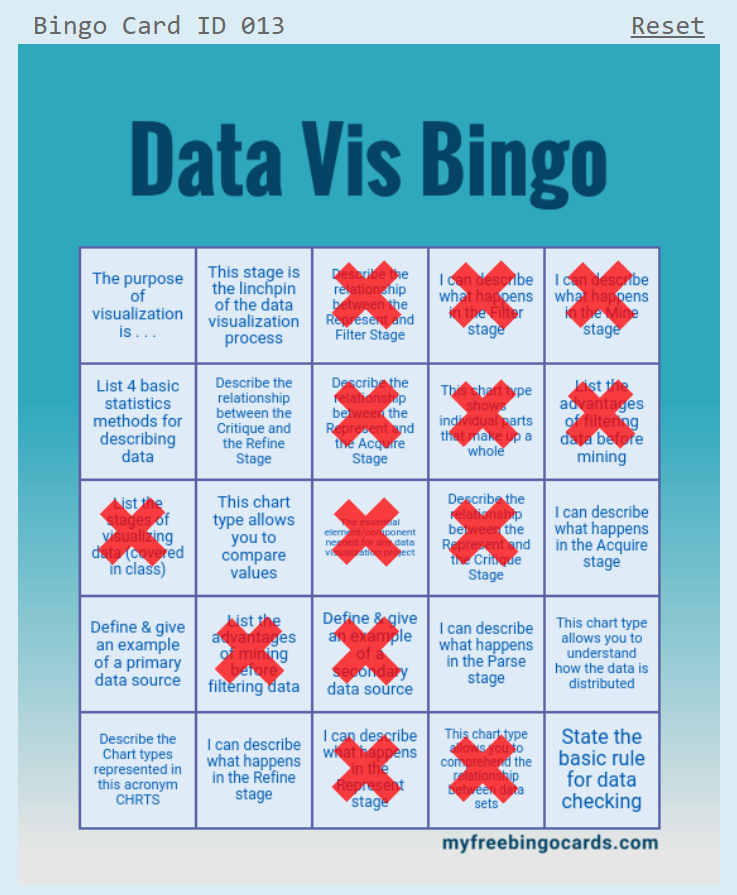 Bingo Card ID 013
Reset
Data Vis Bingo
The purpose
of
visualization
is . . .
This stage is
the linchpin
of the data
visualization
process
Describe the
relationship
between the
Represent and
Filter Stage
I can describe
what happens
in the Filter
stage
I can describe
what happens
in the Mine
stage
List 4 basic
statistics
methods for
describing
data
Describe the
relationship
between the
Critique and
the Refine
Stage
Describe the
relationship
between the
Represent and
the Acquire
Stage
This chart type
shows
individual parts
that make up a
whole
List the
advantages
of filtering
data before
mining
List the
stages of
visualizing
data (covered
in class)
This chart
type allows
you to
compare
values
The essential
element/component
needed for any data
visualization project
Describe the
relationship
between the
Represent and
the Critique
Stage
I can describe
what happens
in the Acquire
stage
Define & give
an example
of a primary
data source
List the
advantages
of mining
before
filtering data
Define & give
an example
of a
secondary
data source
I can describe
what happens
in the Parse
stage
This chart type
allows you to
understand
how the data is
distributed
Describe the
Chart types
represented in
this acronym
CHRTS
I can describe
what happens
in the Refine
stage
I can describe
what happens
in the
Represent
stage
This chart type
allows you to
comprehend the
relationship
between data
sets
State the
basic rule
for data
checking
myfreebingocards.com